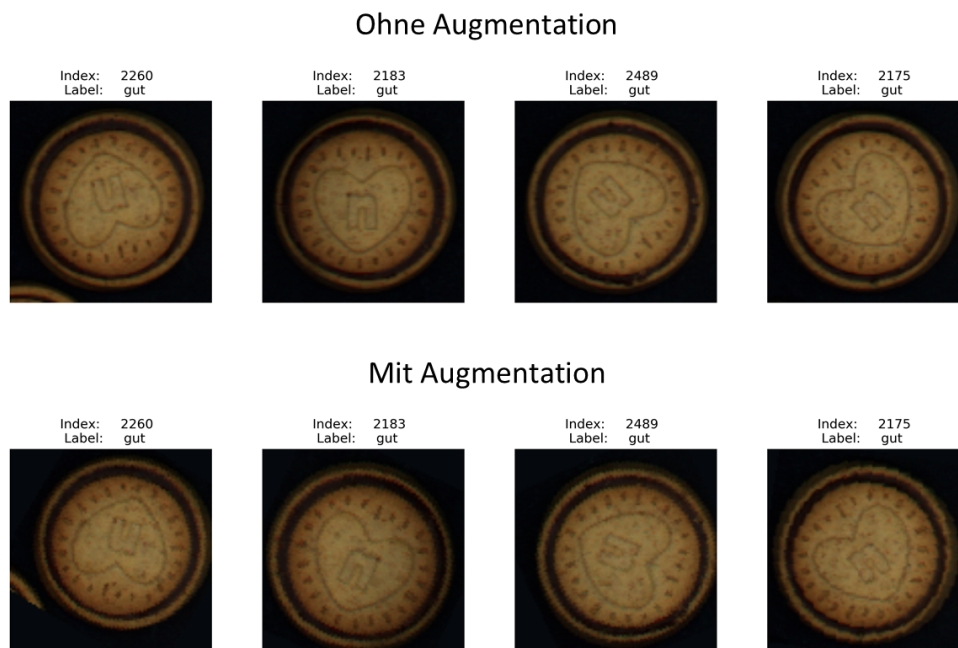 Ohne Augmentation
Index: 2260 Index: 2183 Index: 2489 Index: 2175
Label: gut Label: gut Label: gut Label: gut
Mit Augmentation
Index: 2260 Index: 2183 Index: 2489 Index: 2175
Label: gut Label: gut Label: gut Label: gut